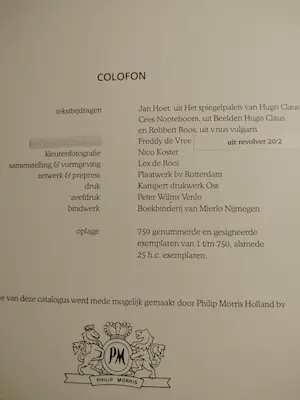 COLOFON
tekstbijdragen Jan Hoet, uit Het spiegelpaleis van Hugo Claus
Cees Nooteboom, uit Beelden Hugo Claus
en Robbert Roos, uit v.nus vulgaris
Freddy de Vree uit revolver 20/2
kleurenfotografie Nico Koster
samenstelling & vormgeving Lex de Rooi
zetwerk & prepress Plaatwerk bv Rotterdam
druk Kampert drukwerk Oss
zeefdruk Peter Wilms Venlo
bindwerk Boekbinderij van Mierlo Nijmegen
oplage 750 genummerde en gesigneerde
exemplaren van 1 t/m 750, alsmede
25 h.c. exemplaren.
e van deze catalogus werd mede mogelijk gemaakt door Philip Morris Holland bv
PM
PHILIP MORRIS